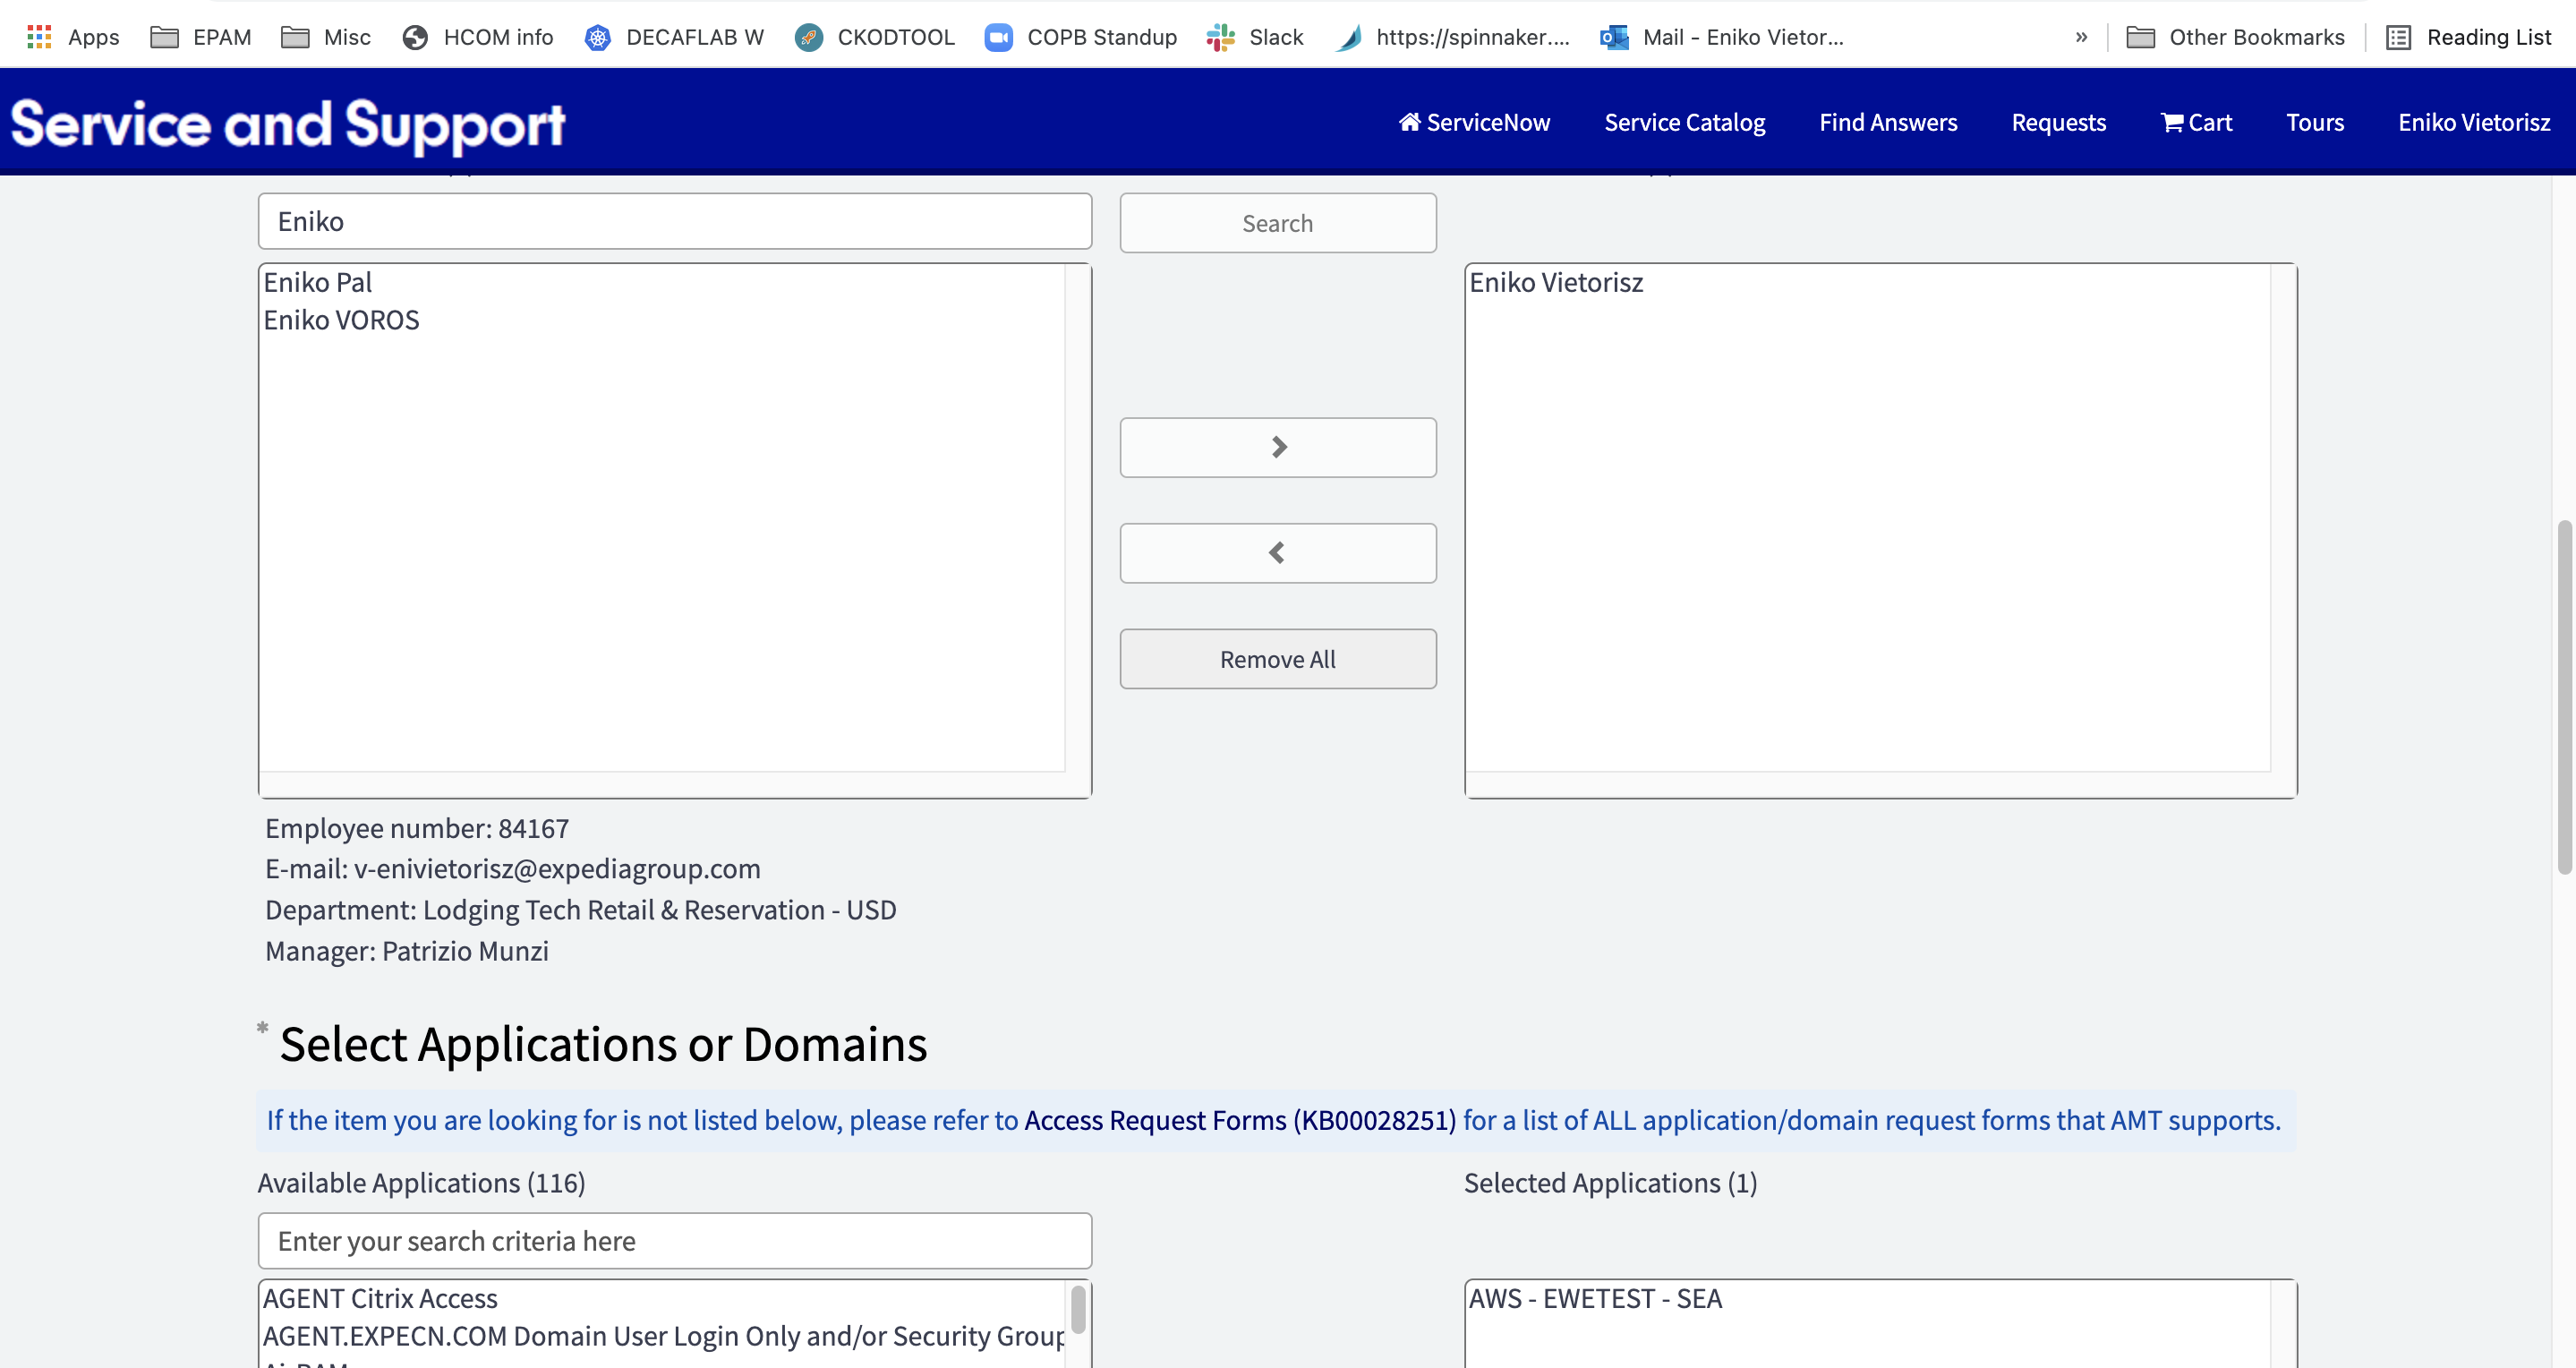 Apps EPAM Misc HCOM info DECAFLAB W CKODTOOL COPB Standup Slack https://spinnaker.... Mail - Eniko Vietor... » Other Bookmarks Reading List
Service and Support ServiceNow Service Catalog Find Answers Requests Cart Tours Eniko Vietorisz
Eniko Search
Eniko Pal
Eniko VOROS
Eniko Vietorisz
Remove All
Employee number: 84167
E-mail: v-enivietorisz@expediagroup.com
Department: Lodging Tech Retail & Reservation - USD
Manager: Patrizio Munzi
* Select Applications or Domains
If the item you are looking for is not listed below, please refer to Access Request Forms (KB00028251) for a list of ALL application/domain request forms that AMT supports.
Available Applications (116)
Selected Applications (1)
Enter your search criteria here
AGENT Citrix Access
AGENT.EXPECN.COM Domain User Login Only and/or Security Group
AWS - EWETEST - SEA